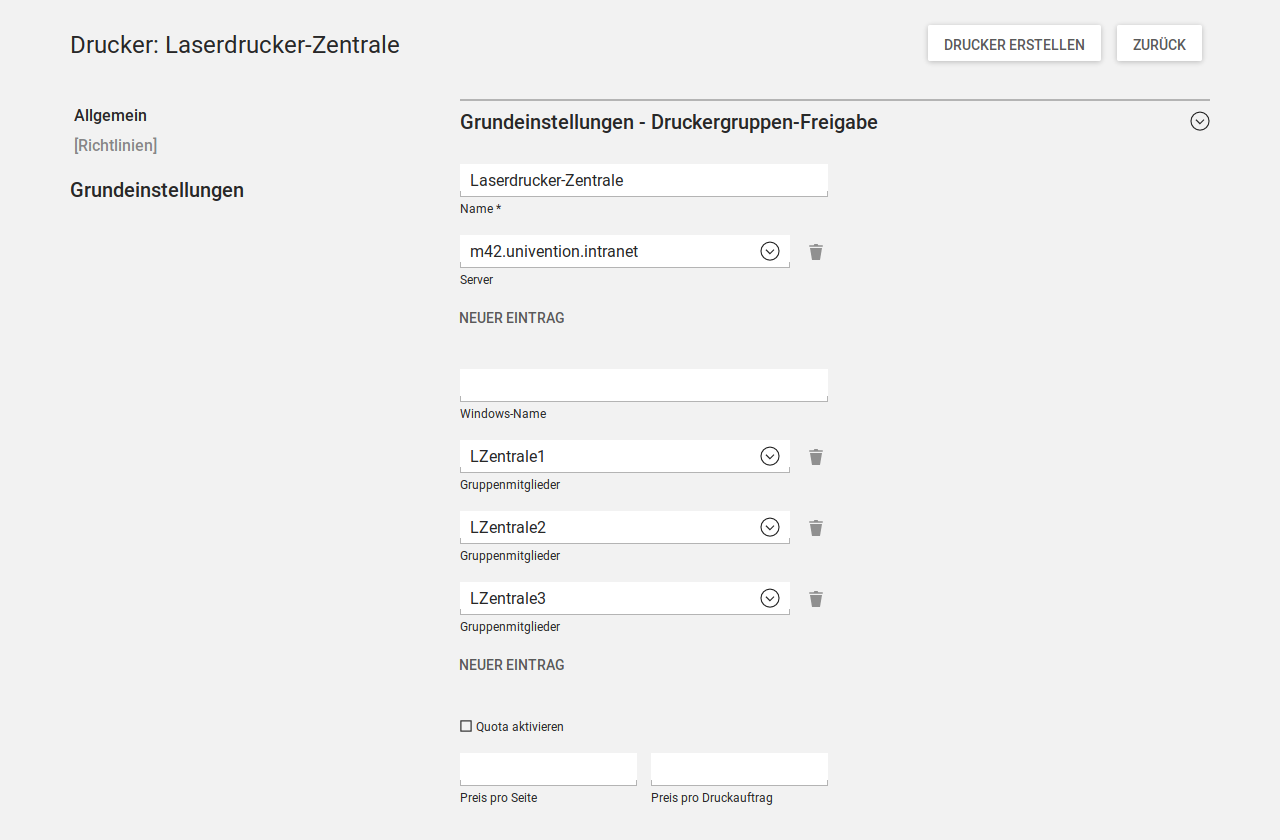 Drucker: Laserdrucker-Zentrale
DRUCKER ERSTELLEN
ZURÜCK
Allgemein
[Richtlinien]
Grundeinstellungen
Grundeinstellungen - Druckergruppen-Freigabe
Laserdrucker-Zentrale
Name *
m42.univention.intranet
Server
NEUER EINTRAG
Windows-Name
LZentrale1
Gruppenmitglieder
LZentrale2
Gruppenmitglieder
LZentrale3
Gruppenmitglieder
NEUER EINTRAG
Quota aktivieren
Preis pro Seite
Preis pro Druckauftrag